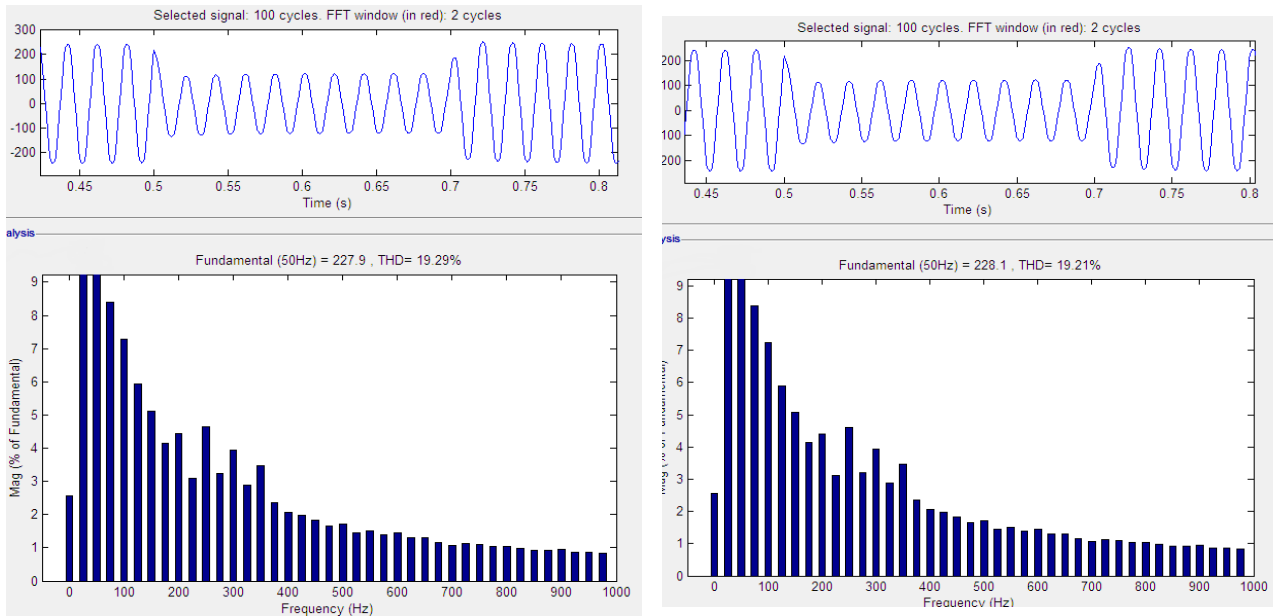 Selected signal: 100 cycles. FFT window (in red): 2 cycles
300
200
100
0
-100
-200
0.45 0.5 0.55 0.6 0.65 0.7 0.75 0.8
Time (s)
alysis
Fundamental (50Hz) = 227.9 , THD= 19.29%
Mag (% of Fundamental)
9
8
7
6
5
4
3
2
1
0
0 100 200 300 400 500 600 700 800 900 1000
Frequency (Hz)
Selected signal: 100 cycles. FFT window (in red): 2 cycles
200
100
0
100
200
0.45 0.5 0.55 0.6 0.65 0.7 0.75 0.8
Time (s)
ysis
Fundamental (50Hz) = 228.1 , THD= 19.21%
Mag (% of Fundamental)
9
8
7
6
5
4
3
2
1
0
0 100 200 300 400 500 600 700 800 900 1000
Frequency (Hz)